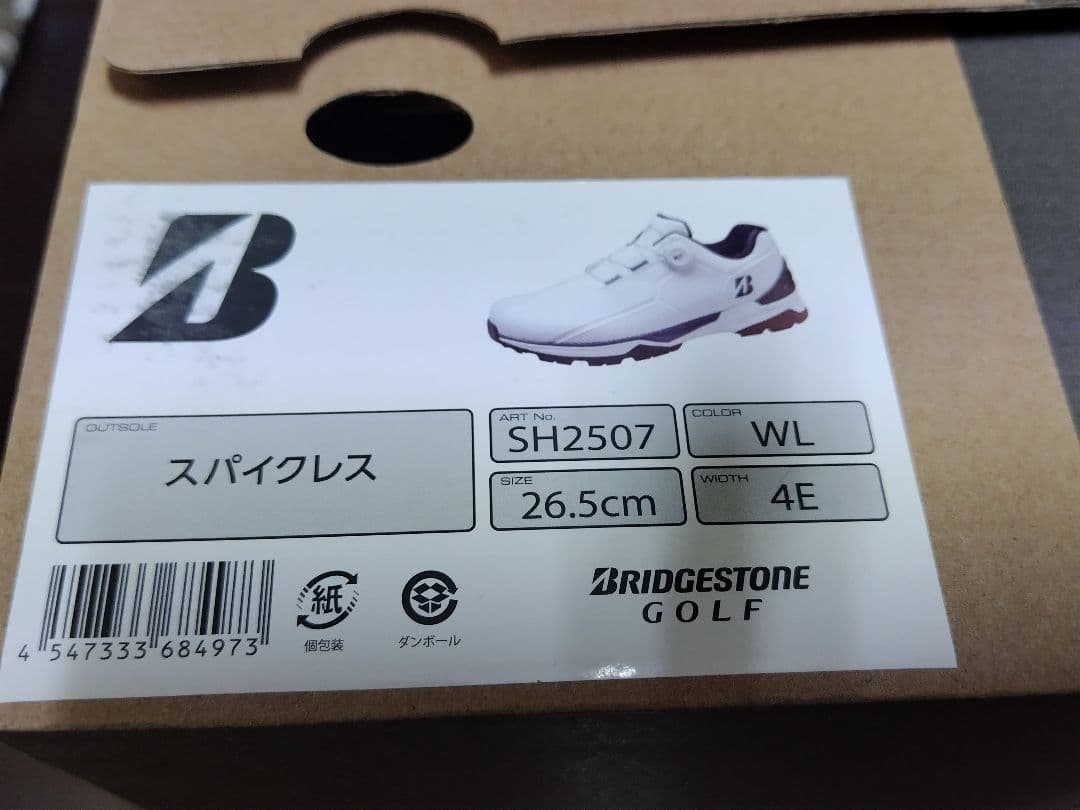 B
OUTSOLE
スパイクレス
ART No.
SH2507
COLOR
WL
SIZE
26.5cm
WIDTH
4E
4 547333 684973
紙
個包装
ダンボール
BRIDGESTONE
GOLF